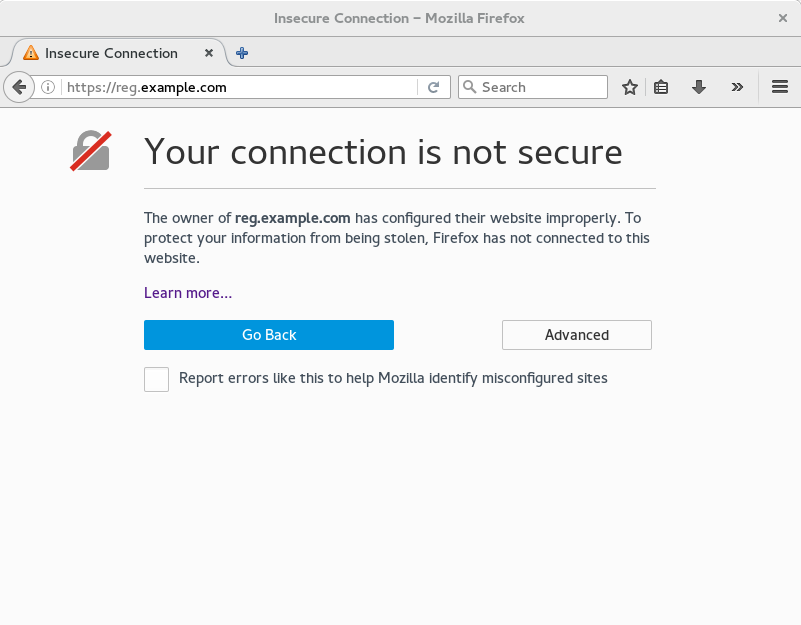 Insecure Connection – Mozilla Firefox
Insecure Connection
https://reg.example.com
Search
Your connection is not secure
The owner of reg.example.com has configured their website improperly. To
protect your information from being stolen, Firefox has not connected to this
website.
Learn more...
Go Back
Advanced
Report errors like this to help Mozilla identify misconfigured sites